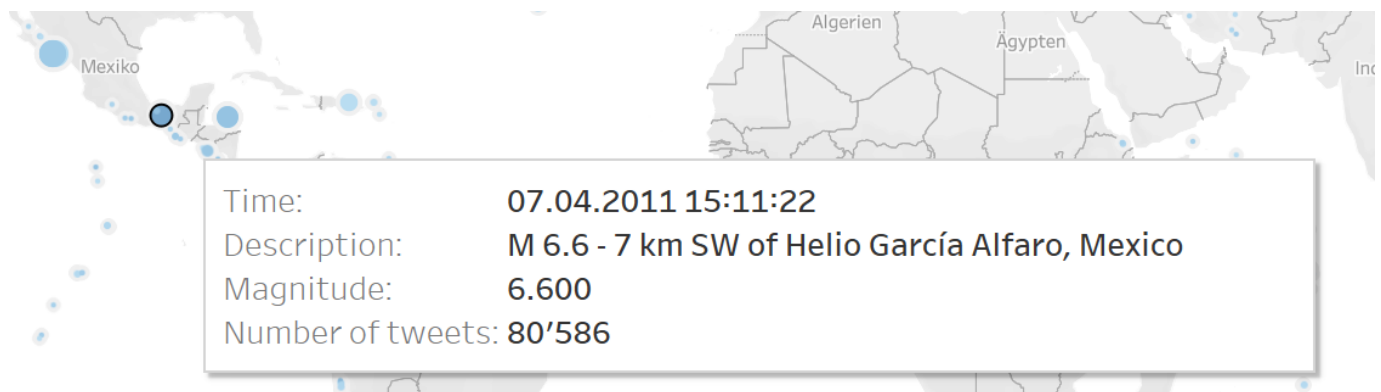 Algerien
Ägypten
Mexiko
Time: 07.04.2011 15:11:22
Description: M 6.6 - 7 km SW of Helio García Alfaro, Mexico
Magnitude: 6.600
Number of tweets: 80’586